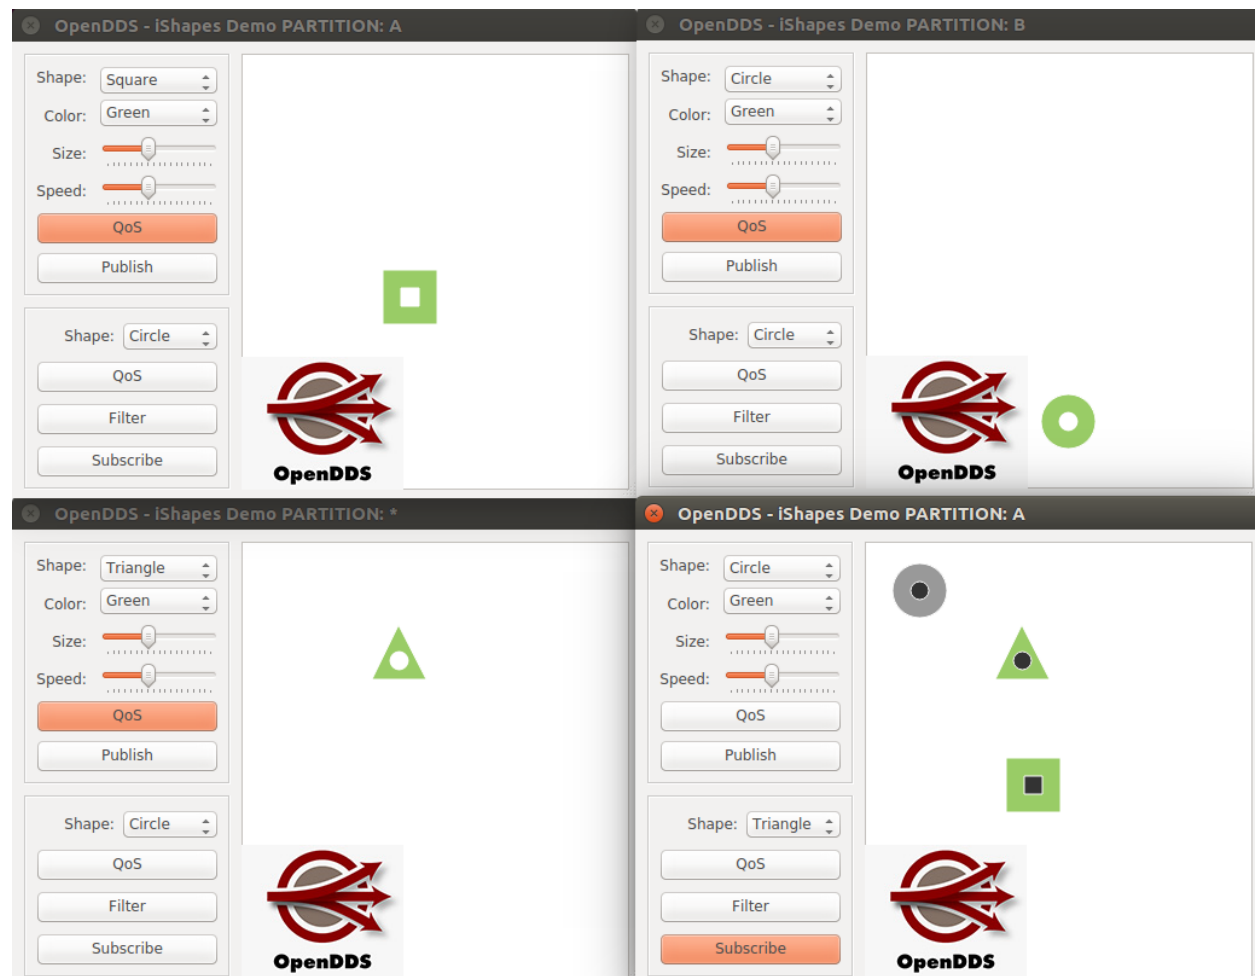 OpenDDS - iShapes Demo PARTITION: A
Shape: Square
Color: Green
Size:
Speed:
QoS
Publish
Shape: Circle
QoS
Filter
Subscribe
OpenDDS
OpenDDS - iShapes Demo PARTITION: B
Shape: Circle
Color: Green
Size:
Speed:
QoS
Publish
Shape: Circle
QoS
Filter
Subscribe
OpenDDS
OpenDDS - iShapes Demo PARTITION: *
Shape: Triangle
Color: Green
Size:
Speed:
QoS
Publish
Shape: Circle
QoS
Filter
Subscribe
OpenDDS
OpenDDS - iShapes Demo PARTITION: A
Shape: Circle
Color: Green
Size:
Speed:
QoS
Publish
Shape: Triangle
QoS
Filter
Subscribe
OpenDDS